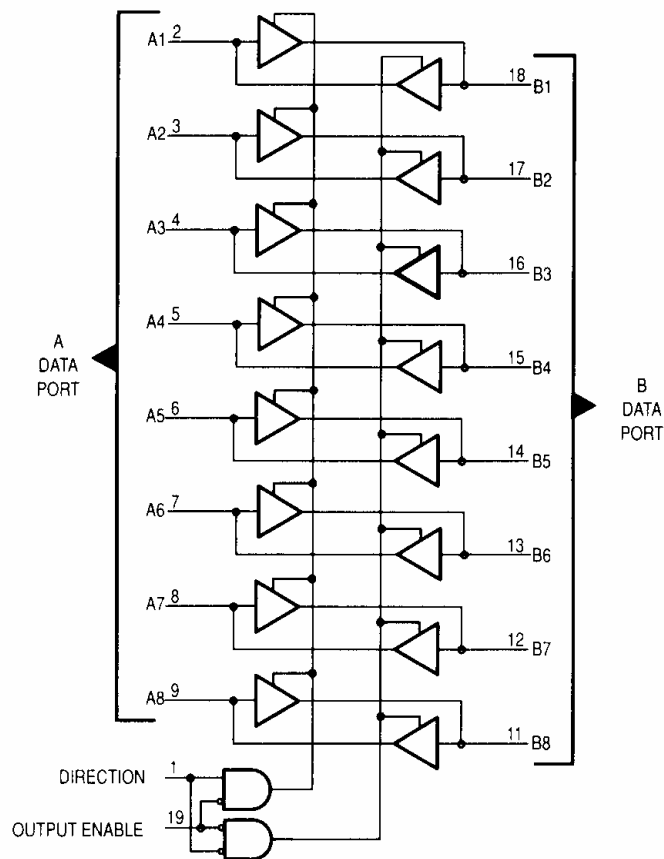 A1 2
18 B1
A2 3
17 B2
A3 4
16 B3
A4 5
15 B4
A
DATA
PORT
B
DATA
PORT
A5 6
14 B5
A6 7
13 B6
A7 8
12 B7
A8 9
11 B8
DIRECTION 1
OUTPUT ENABLE 19